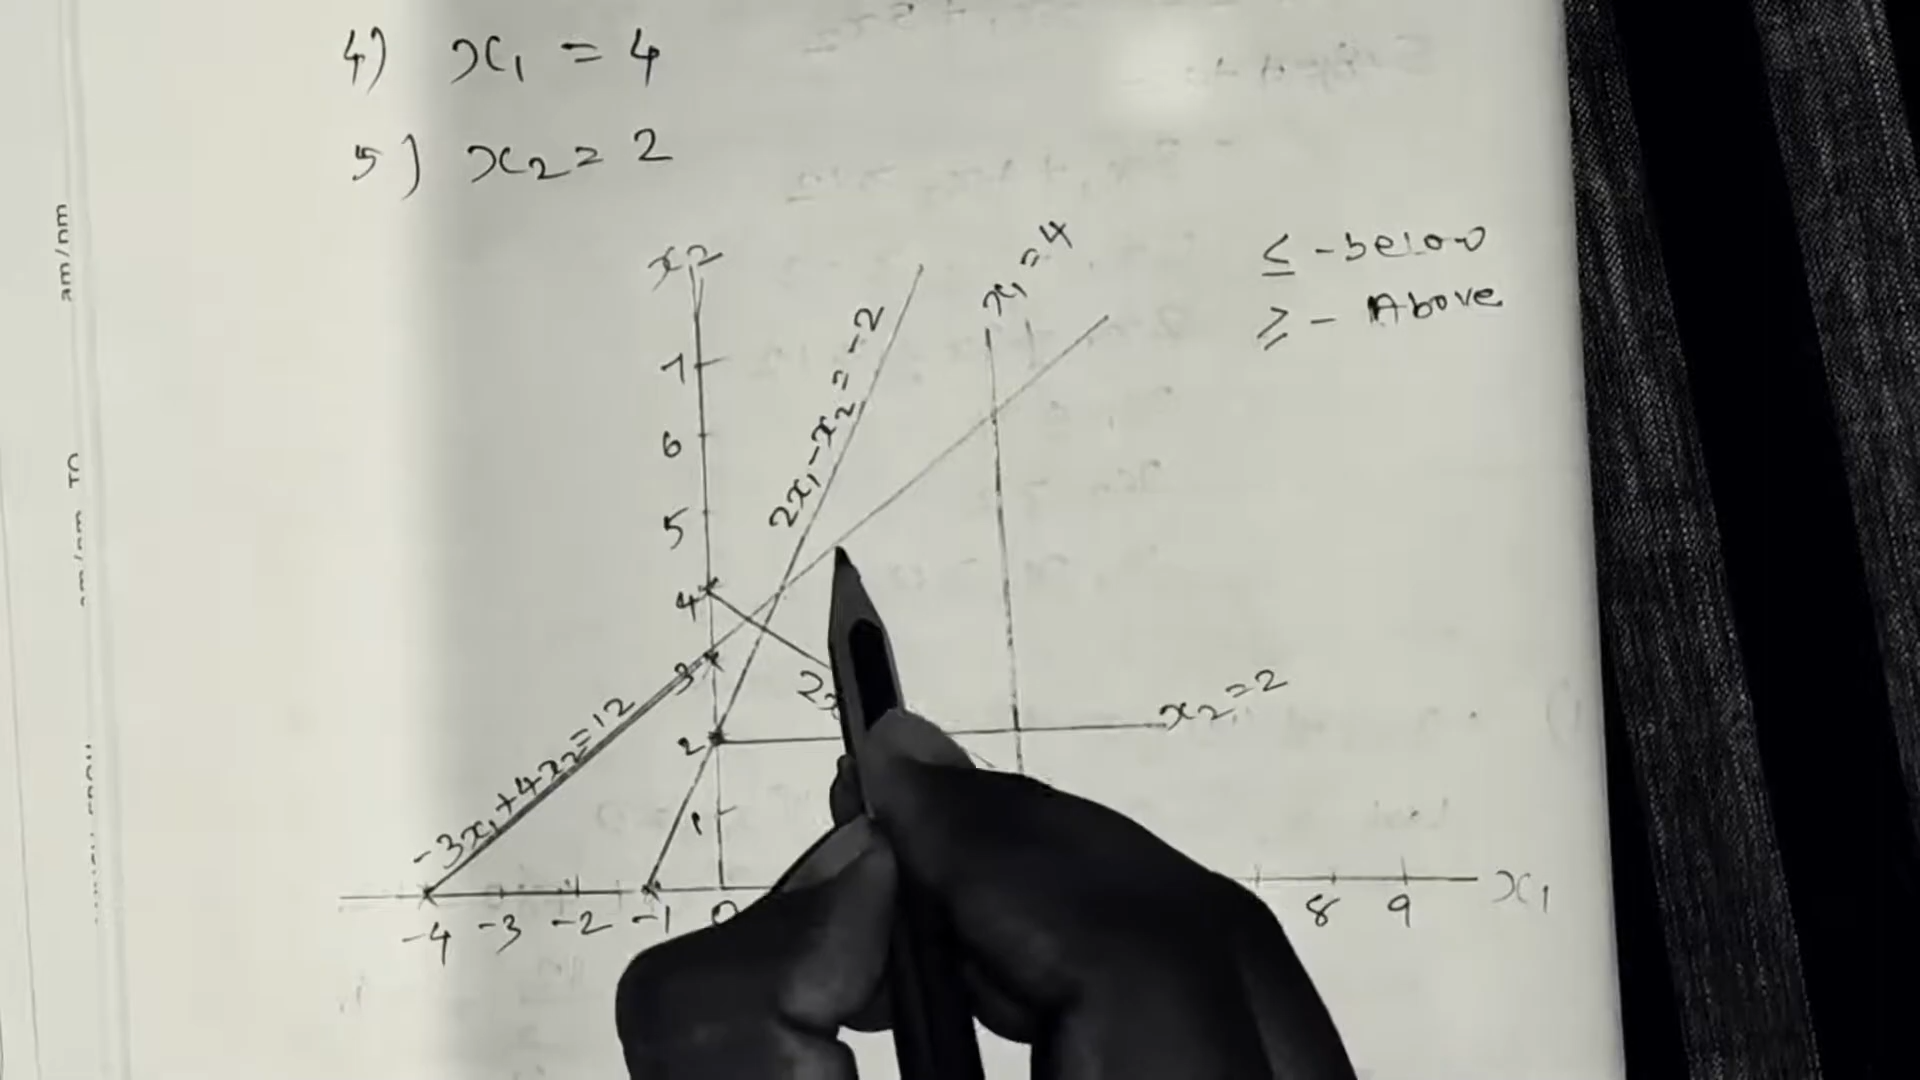 4) x₁ = 4
5) x₂ = 2
x2
x₁ = 4
≤ - below
≥ - Above
2x₁ - x₂ = -2
7
6
5
4
3
2
1
-3x₁ + 4x₂ = 12
x₂ = 2
-4 -3 -2 -1 0 8 9 x₁